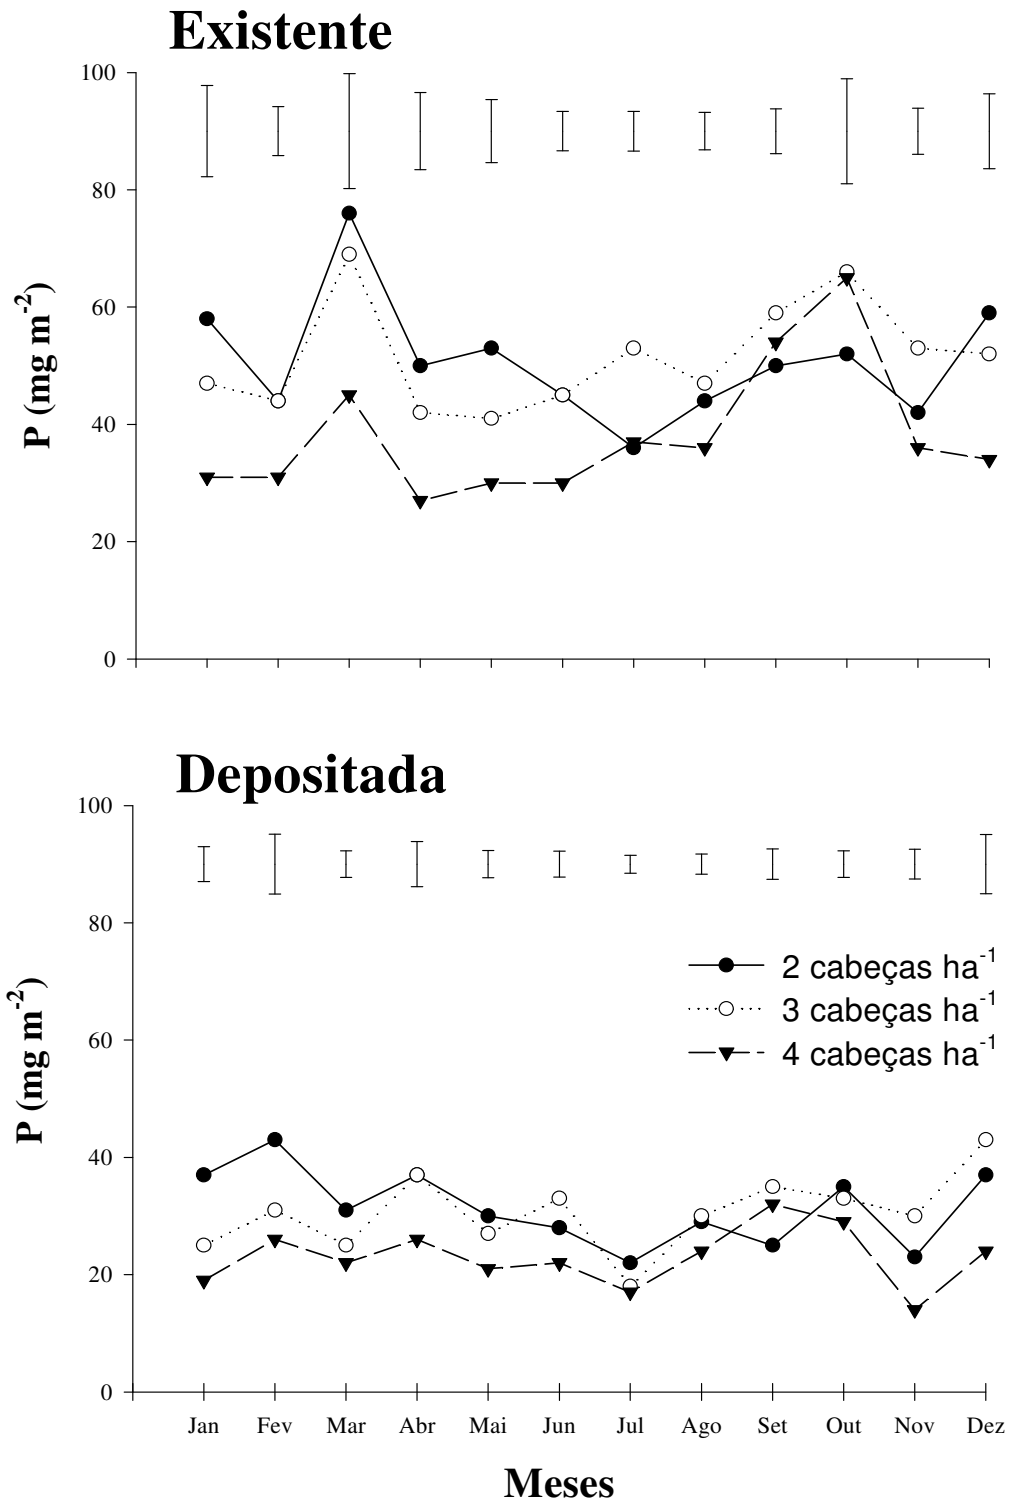 Existente
100
80
60
40
20
0
P (mg m-2)
Depositada
100
80
60
40
20
0
P (mg m-2)
2 cabeças ha-1
3 cabeças ha-1
4 cabeças ha-1
Jan Fev Mar Abr Mai Jun Jul Ago Set Out Nov Dez
Meses